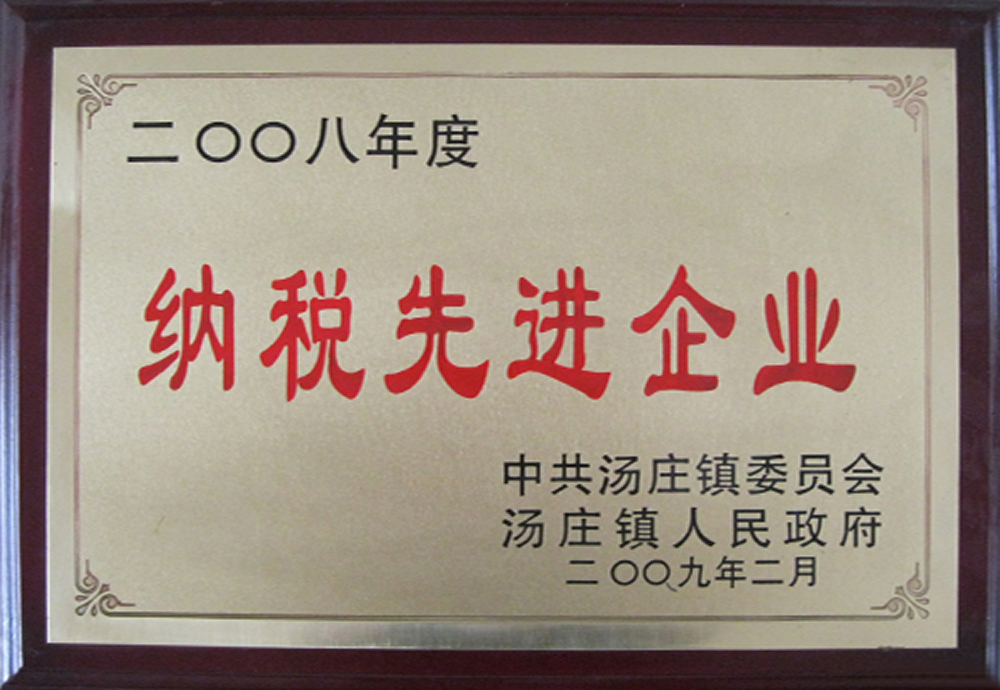 二〇〇八年度
纳税先进企业
中共汤庄镇委员会
汤庄镇人民政府
二〇〇九年二月